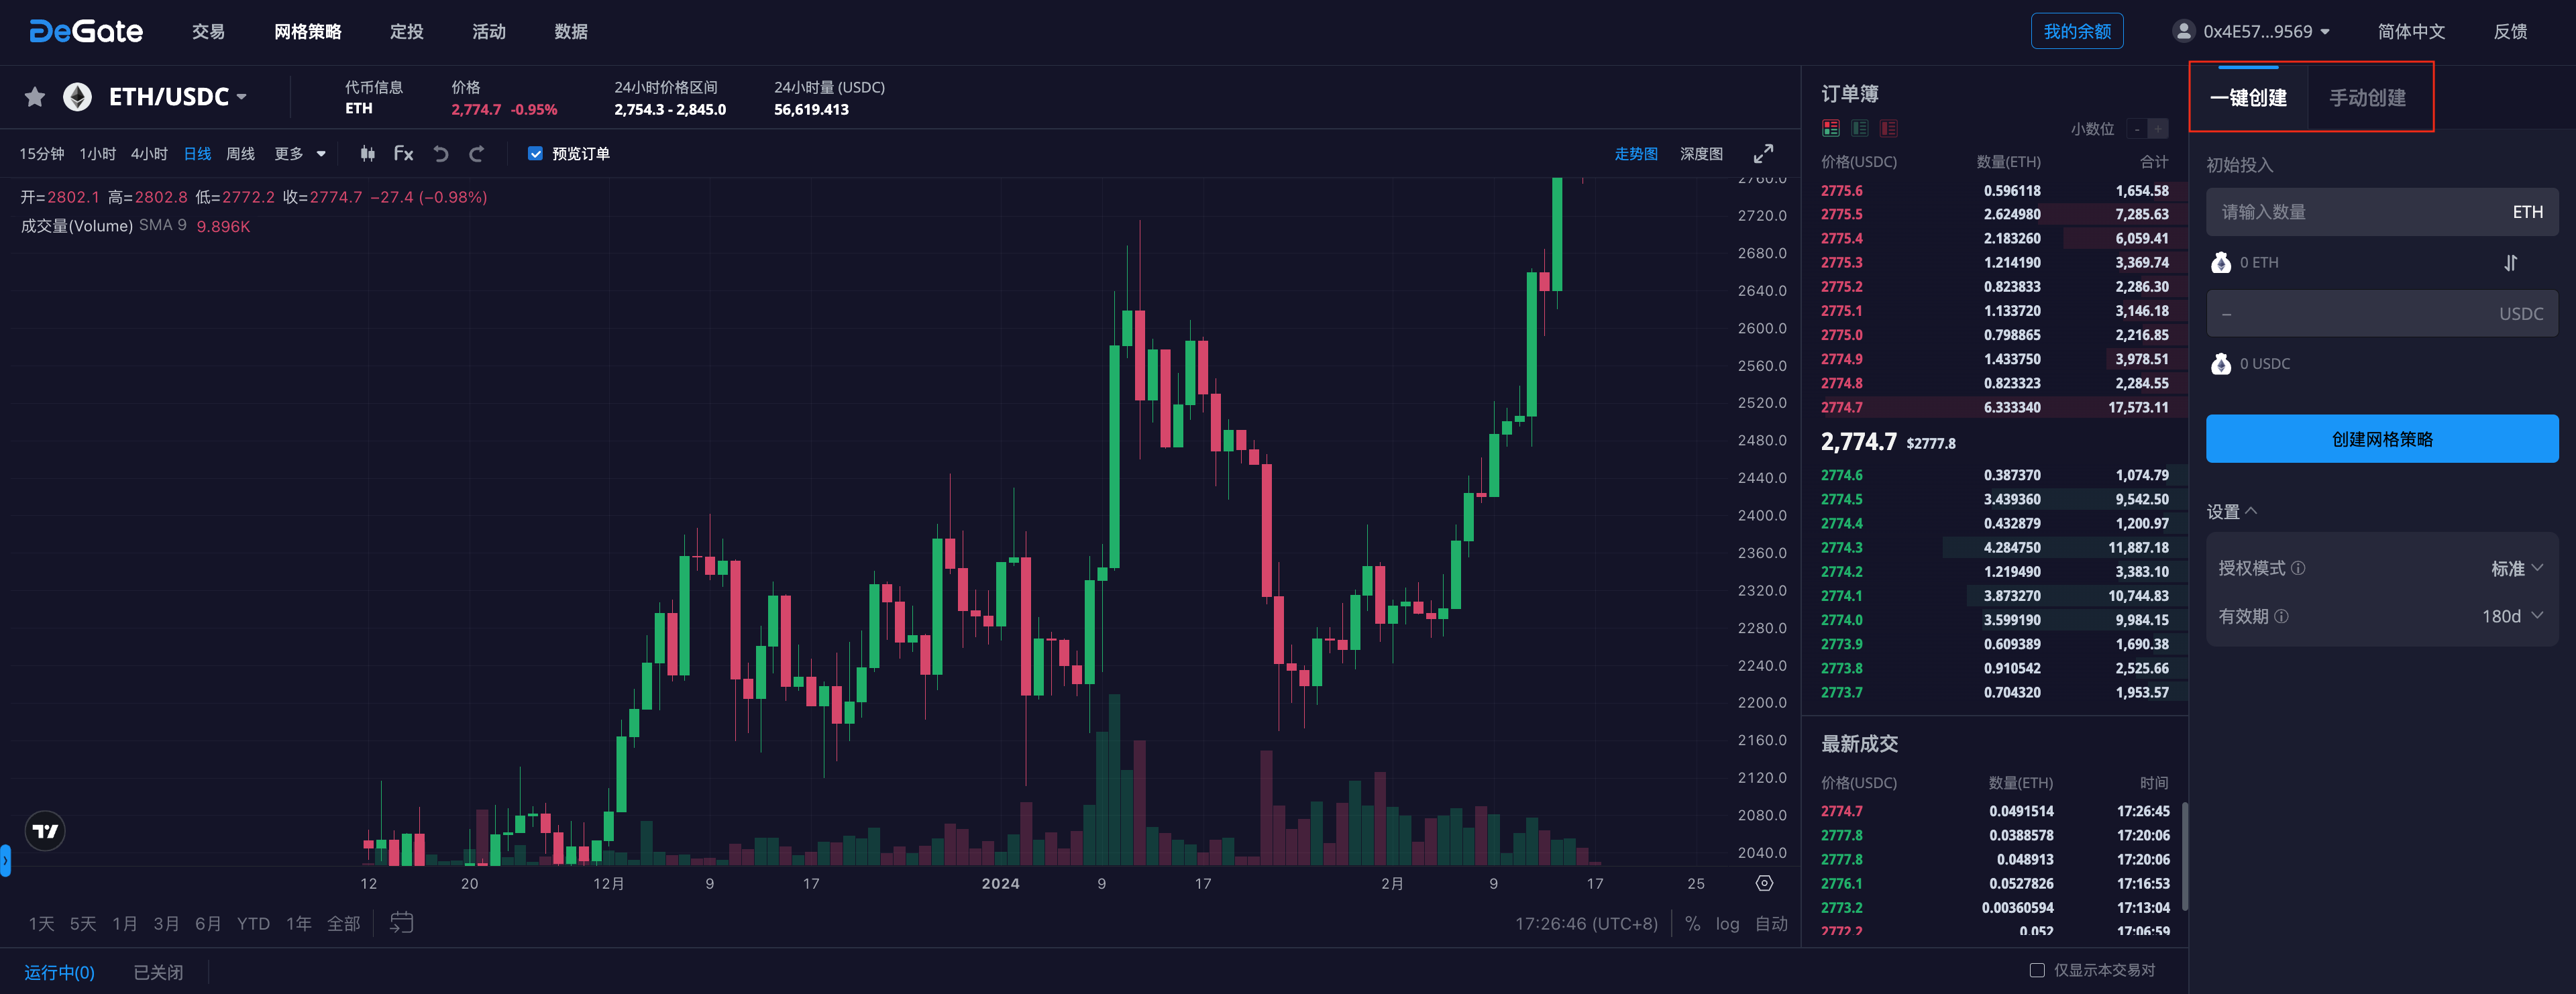 DeGate 交易 网格策略 定投 活动 数据 我的余额 0x4E57...9569 简体中文 反馈
ETH/USDC
代币信息 价格 24小时价格区间 24小时量 (USDC)
ETH 2,774.7 -0.95% 2,754.3 - 2,845.0 56,619.413
15分钟 1小时 4小时 日线 周线 更多 Fx 预览订单 走势图 深度图
开=2802.1 高=2802.8 低=2772.2 收=2774.7 −27.4 (−0.98%)
成交量(Volume) SMA 9 9.896K
2760.0
2720.0
2680.0
2640.0
2600.0
2560.0
2520.0
2480.0
2440.0
2400.0
2360.0
2320.0
2280.0
2240.0
2200.0
2160.0
2120.0
2080.0
2040.0
12 20 12月 9 17 2024 9 17 2月 9 17 25
1天 5天 1月 3月 6月 YTD 1年 全部 17:26:46 (UTC+8) % log 自动
运行中(0) 已关闭 仅显示本交易对
订单簿
小数位 - +
价格(USDC) 数量(ETH) 合计
2775.6 0.596118 1,654.58
2775.5 2.624980 7,285.63
2775.4 2.183260 6,059.41
2775.3 1.214190 3,369.74
2775.2 0.823833 2,286.30
2775.1 1.133720 3,146.18
2775.0 0.798865 2,216.85
2774.9 1.433750 3,978.51
2774.8 0.823323 2,284.55
2774.7 6.333340 17,573.11
2,774.7 $2777.8
2774.6 0.387370 1,074.79
2774.5 3.439360 9,542.50
2774.4 0.432879 1,200.97
2774.3 4.284750 11,887.18
2774.2 1.219490 3,383.10
2774.1 3.873270 10,744.83
2774.0 3.599190 9,984.15
2773.9 0.609389 1,690.38
2773.8 0.910542 2,525.66
2773.7 0.704320 1,953.57
最新成交
价格(USDC) 数量(ETH) 时间
2774.7 0.0491514 17:26:45
2777.8 0.0388578 17:20:06
2777.8 0.048913 17:20:06
2776.1 0.0527826 17:16:53
2773.2 0.00360594 17:13:04
2772.2 0.052 17:06:59
一键创建 手动创建
初始投入
请输入数量 ETH
0 ETH
– USDC
0 USDC
创建网格策略
设置
授权模式 标准
有效期 180d